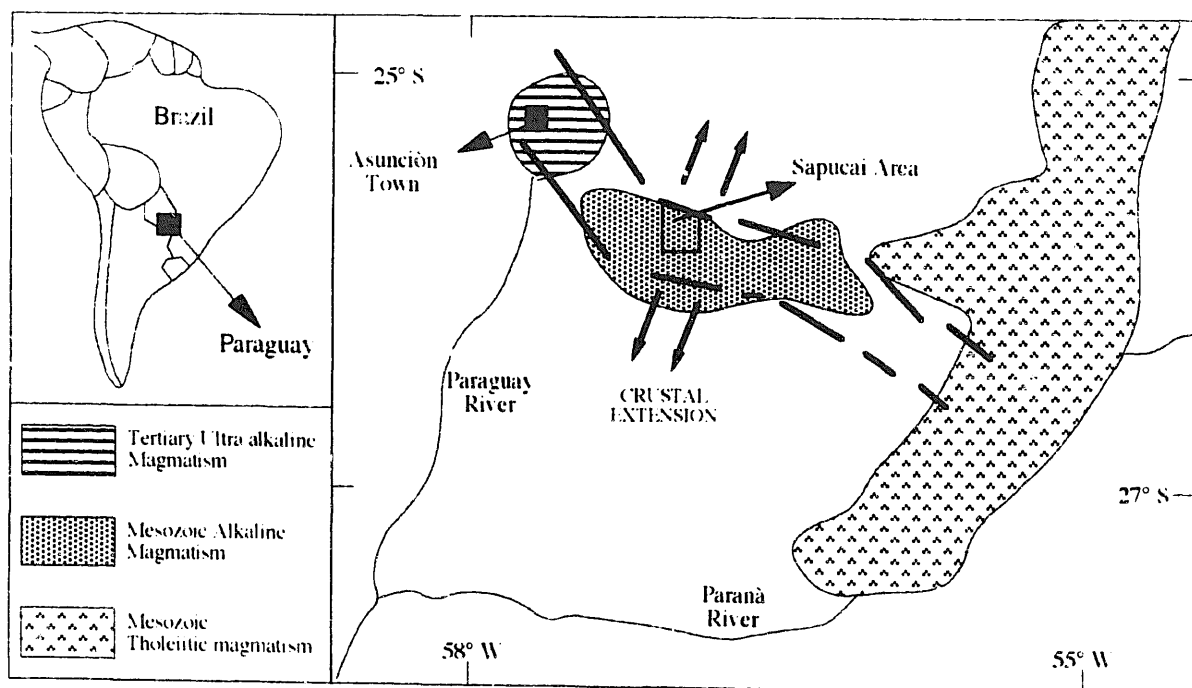 Brazil
Paraguay
Tertiary Ultra alkaline
Magmatism
Mesozoic Alkaline
Magmatism
Mesozoic
Tholeiitic magmatism
25° S
Asunciòn
Town
Sapucai Area
Paraguay
River
CRUSTAL
EXTENSION
27° S
Paranà
River
58° W
55° W